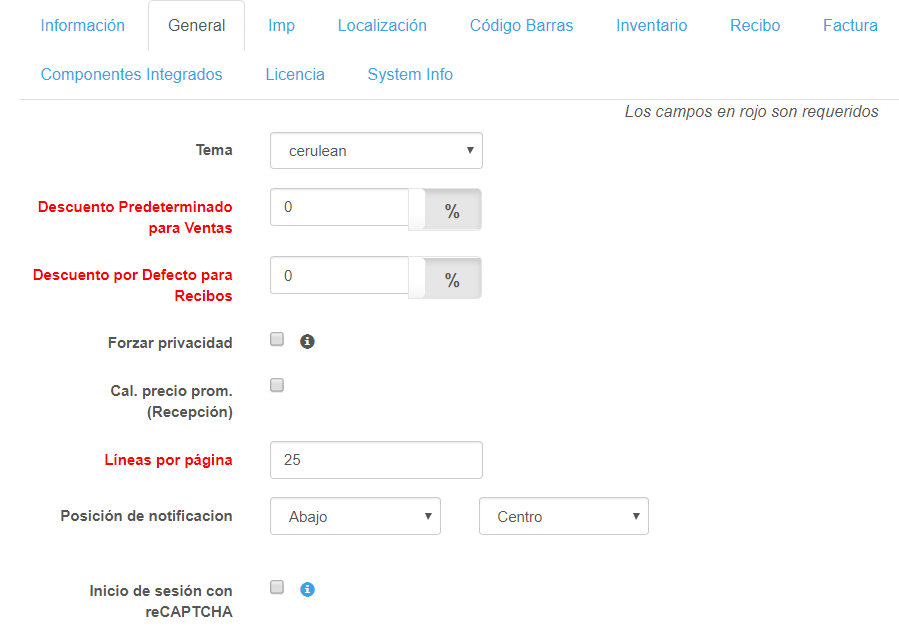 Información General Imp Localización Código Barras Inventario Recibo Factura
Componentes Integrados Licencia System Info
Los campos en rojo son requeridos
Tema cerulean
Descuento Predeterminado
para Ventas
0 %
Descuento por Defecto para
Recibos
0 %
Forzar privacidad
Cal. precio prom.
(Recepción)
Líneas por página 25
Posición de notificacion Abajo Centro
Inicio de sesión con
reCAPTCHA